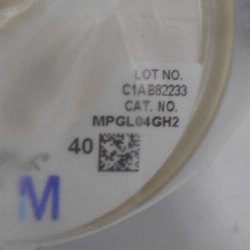 LOT NO.
C1AB82233
CAT. NO.
MPGL04GH2
40
M